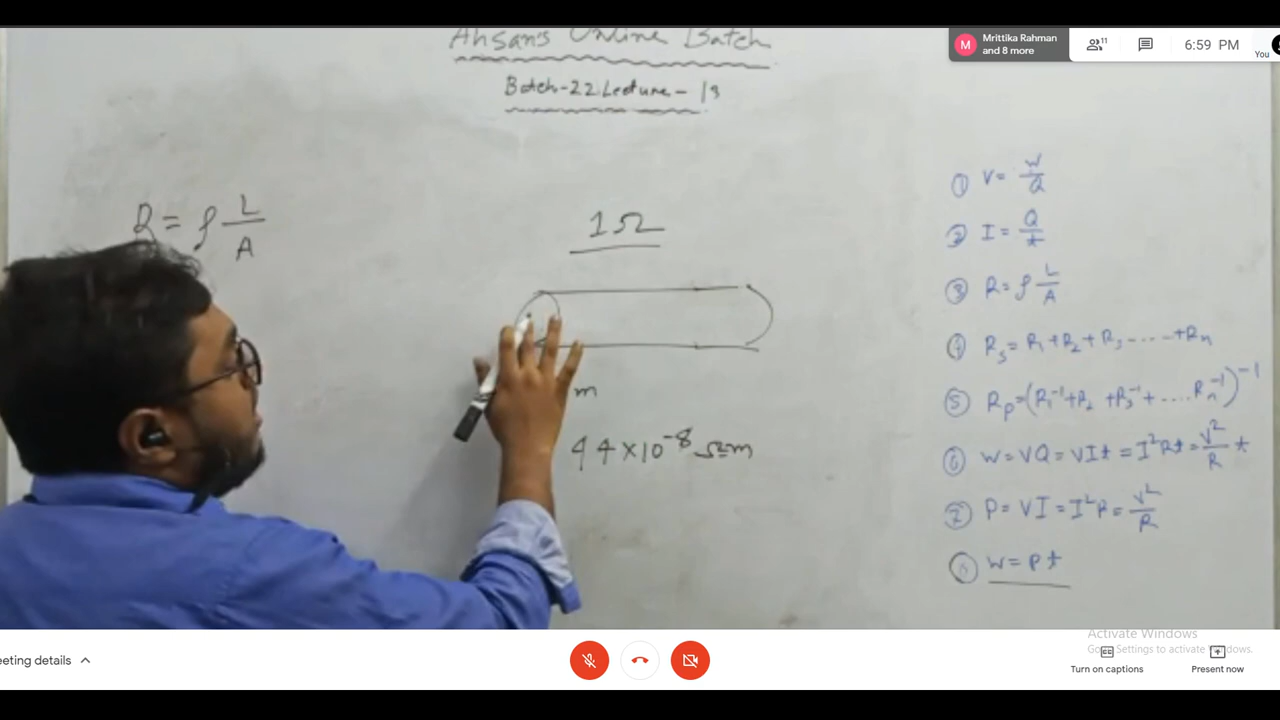 Ahsan's Online Batch
Batch-22 Lecture - 13
R = ρ L/A
1Ω
m
44×10⁻⁸ Ωm
① V = W/Q
② I = Q/t
③ R = ρ L/A
④ Rs = R₁ + R₂ + R₃ ...... + Rn
⑤ Rp = (R₁⁻¹ + R₂ + R₃⁻¹ + ..... Rn⁻¹)⁻¹
⑥ W = VQ = VIt = I²Rt = V²/R t
⑦ P = VI = I²R = V²/R
⑧ W = Pt
M
Mrittika Rahman
and 8 more
11
6:59 PM
You
eeting details
Activate Windows
Go to Settings to activate Windows.
Turn on captions
Present now